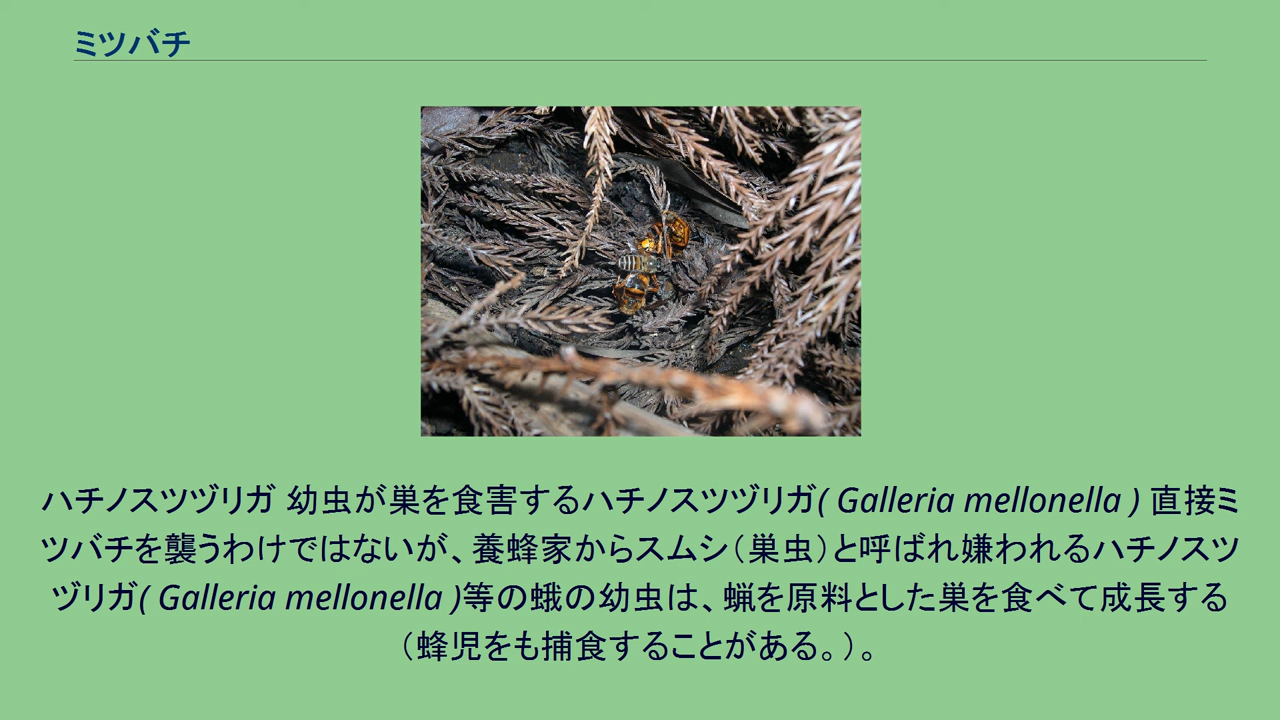 ミツバチ
ハチノスツヅリガ 幼虫が巣を食害するハチノスツヅリガ( Galleria mellonella ) 直接ミ
ツバチを襲うわけではないが、養蜂家からスムシ（巣虫）と呼ばれ嫌われるハチノスツ
ヅリガ( Galleria mellonella )等の蛾の幼虫は、蝋を原料とした巣を食べて成長する
（蜂児をも捕食することがある。）。